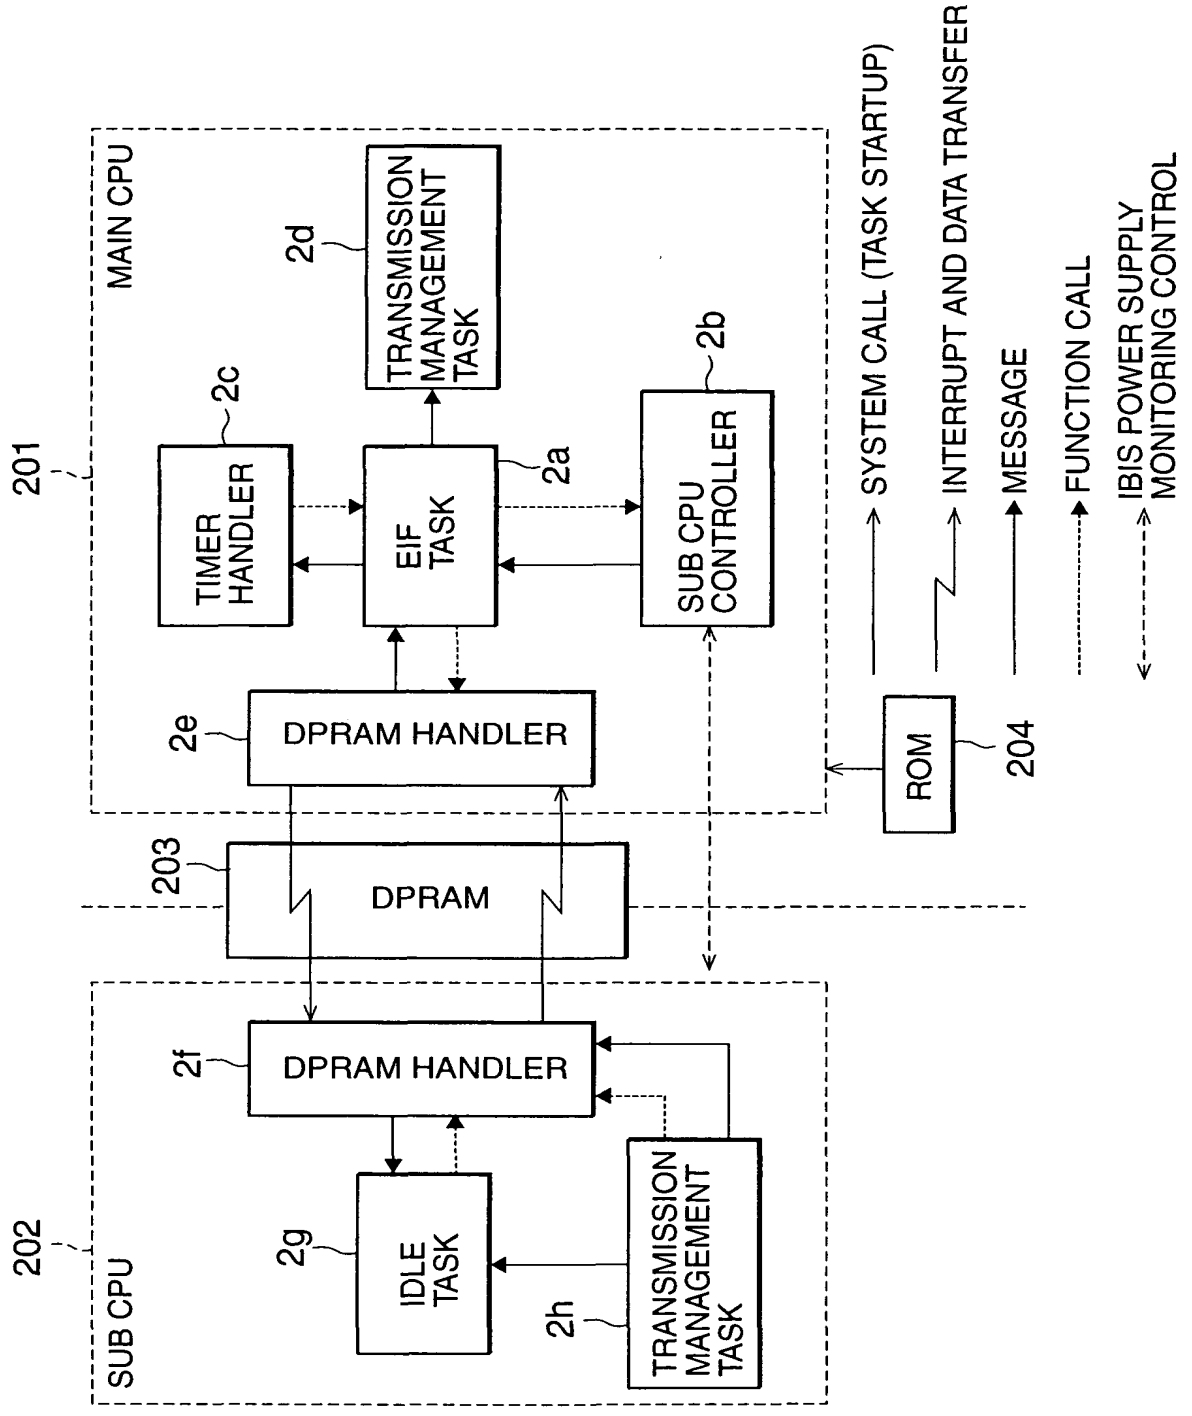 202
SUB CPU
2g
IDLE
TASK
2h
TRANSMISSION
MANAGEMENT
TASK
2f
DPRAM HANDLER
203
DPRAM
201
MAIN CPU
2e
DPRAM HANDLER
2c
TIMER
HANDLER
EIF
TASK
2a
2d
TRANSMISSION
MANAGEMENT
TASK
SUB CPU
CONTROLLER
2b
ROM
204
SYSTEM CALL (TASK STARTUP)
INTERRUPT AND DATA TRANSFER
MESSAGE
FUNCTION CALL
IBIS POWER SUPPLY
MONITORING CONTROL